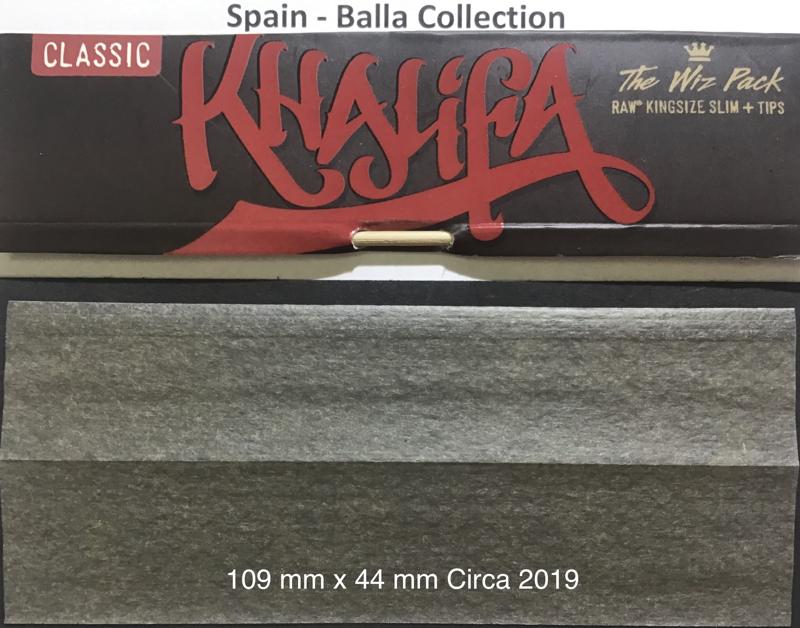 Spain - Balla Collection
CLASSIC
KHALIFA
The Wiz Pack
RAW® KINGSIZE SLIM + TIPS
109 mm x 44 mm Circa 2019